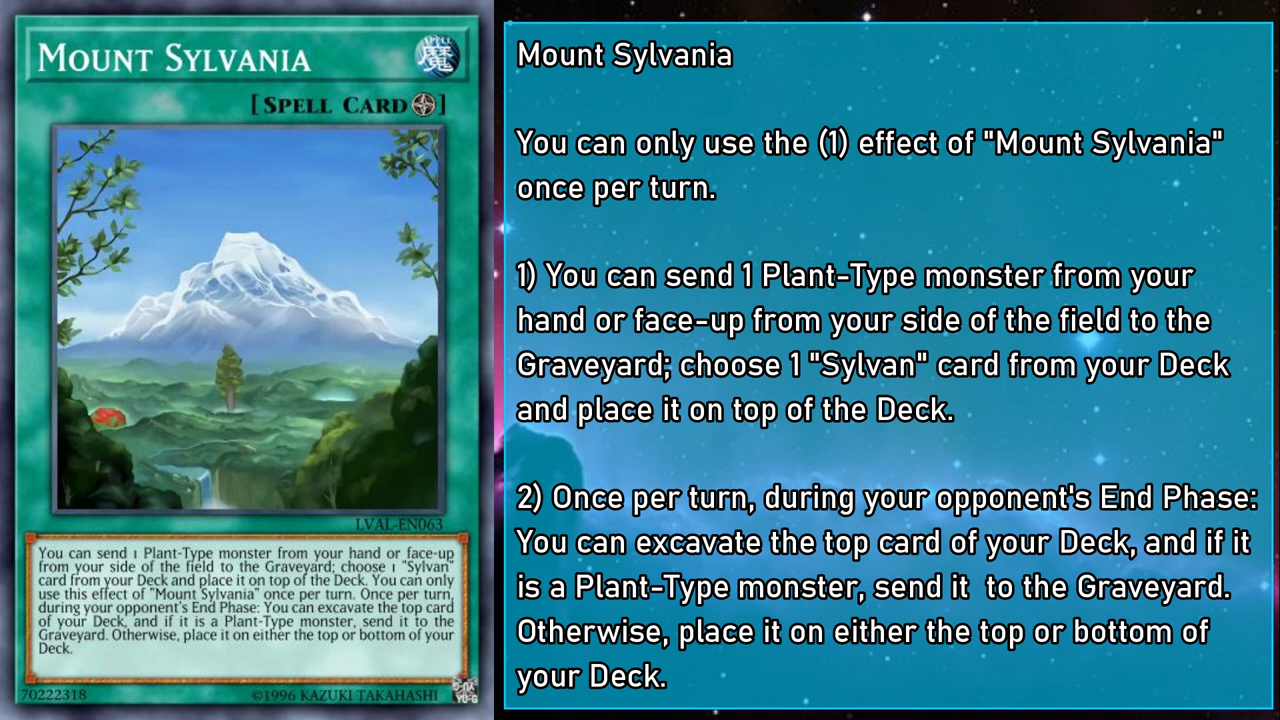 MOUNT SYLVANIA
[SPELL CARD]
LVAL-EN063
You can send 1 Plant-Type monster from your hand or face-up
from your side of the field to the Graveyard; choose 1 "Sylvan"
card from your Deck and place it on top of the Deck. You can only
use this effect of "Mount Sylvania" once per turn. Once per turn,
during your opponent's End Phase: You can excavate the top card
of your Deck, and if it is a Plant-Type monster, send it to the
Graveyard. Otherwise, place it on either the top or bottom of your
Deck.
70222318
©1996 KAZUKI TAKAHASHI
Mount Sylvania
You can only use the (1) effect of "Mount Sylvania"
once per turn.
1) You can send 1 Plant-Type monster from your
hand or face-up from your side of the field to the
Graveyard; choose 1 "Sylvan" card from your Deck
and place it on top of the Deck.
2) Once per turn, during your opponent's End Phase:
You can excavate the top card of your Deck, and if it
is a Plant-Type monster, send it  to the Graveyard.
Otherwise, place it on either the top or bottom of
your Deck.